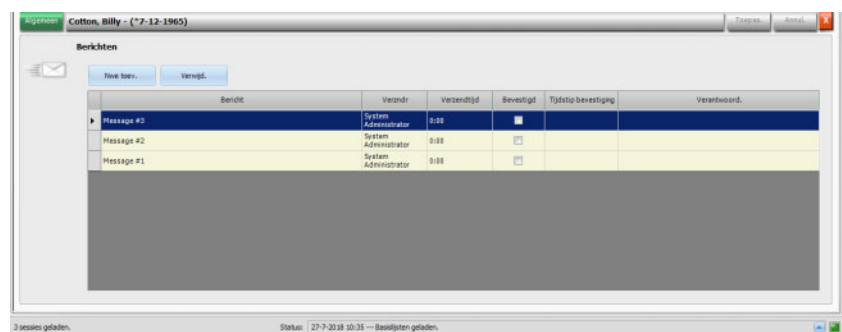 Algemeen Cotton, Billy - (*7-12-1965) Toepas. Annul. X
Berichten
Nwe toev. Verwijd.
Bericht Verzndr Verzendtijd Bevestigd Tijdstip bevestiging Verantwoord.
Message #3 System Administrator 0:00
Message #2 System Administrator 0:00
Message #1 System Administrator 0:00
3 sessies geladen. Status: 27-7-2018 10:35 --- Basislijsten geladen.